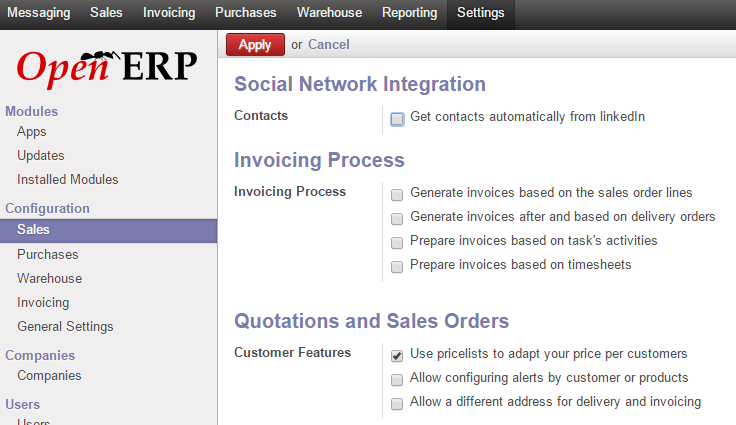 Messaging Sales Invoicing Purchases Warehouse Reporting Settings
Open ERP
Modules
Apps
Updates
Installed Modules
Configuration
Sales
Purchases
Warehouse
Invoicing
General Settings
Companies
Companies
Users
Users
Apply or Cancel
Social Network Integration
Contacts Get contacts automatically from linkedIn
Invoicing Process
Invoicing Process Generate invoices based on the sales order lines
Generate invoices after and based on delivery orders
Prepare invoices based on task's activities
Prepare invoices based on timesheets
Quotations and Sales Orders
Customer Features Use pricelists to adapt your price per customers
Allow configuring alerts by customer or products
Allow a different address for delivery and invoicing